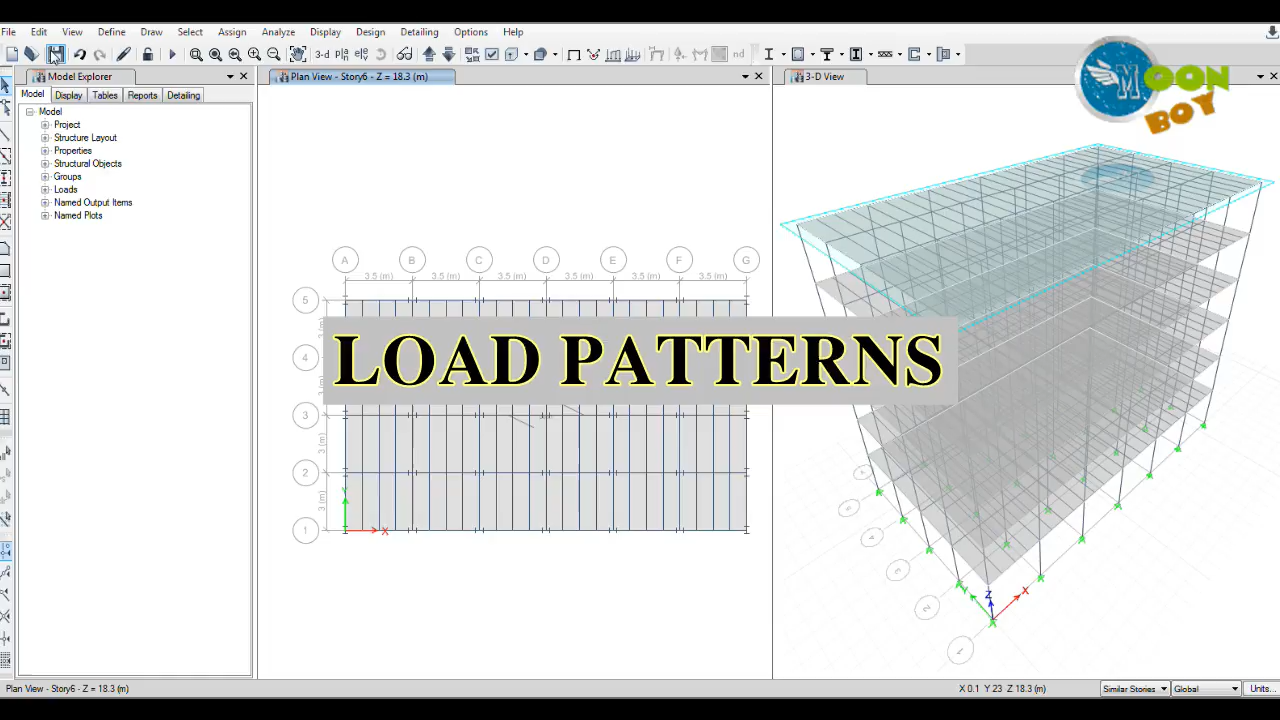 File Edit View Define Draw Select Assign Analyze Display Design Detailing Options Help
3-d nd
Model Explorer
Model Display Tables Reports Detailing
Model
Project
Structure Layout
Properties
Structural Objects
Groups
Loads
Named Output Items
Named Plots
Plan View - Story6 - Z = 18.3 (m)
A B C D E F G
3.5 (m) 3.5 (m) 3.5 (m) 3.5 (m) 3.5 (m) 3.5 (m)
5
4
3
3 (m)
2
3 (m)
1
Y
X
LOAD PATTERNS
3-D View
MOON
BOY
Z
Y
X
Plan View - Story6 - Z = 18.3 (m)
X 0.1 Y 23 Z 18.3 (m)
Similar Stories
Global
Units...